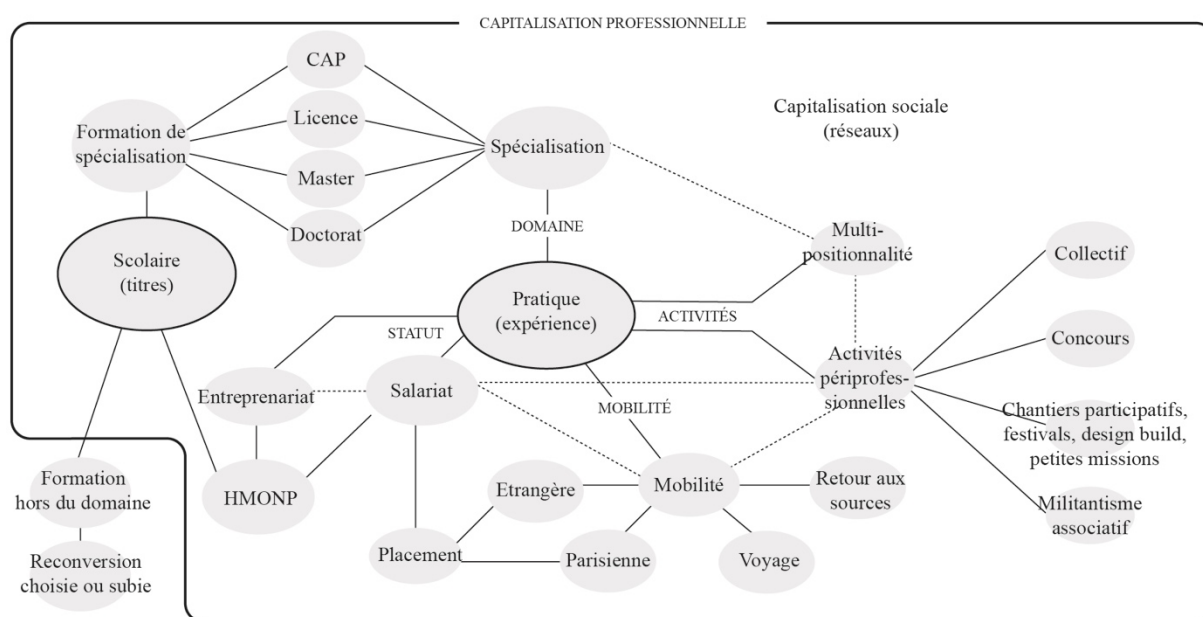 CAPITALISATION PROFESSIONNELLE
CAP
Licence
Master
Doctorat
Formation de
spécialisation
Spécialisation
Capitalisation sociale
(réseaux)
DOMAINE
Scolaire
(titres)
Pratique
(expérience)
STATUT
ACTIVITÉS
MOBILITÉ
Multi-
positionnalité
Collectif
Concours
Activités
périprofes-
sionnelles
Chantiers participatifs,
festivals, design build,
petites missions
Militantisme
associatif
Entreprenariat
Salariat
HMONP
Formation
hors du domaine
Reconversion
choisie ou subie
Etrangère
Mobilité
Retour aux
sources
Placement
Parisienne
Voyage